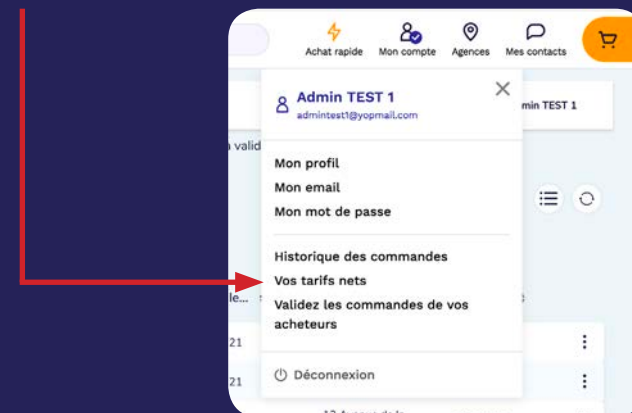 Achat rapide Mon compte Agences Mes contacts
Admin TEST 1
admintest1@yopmail.com
min TEST 1
valid
Mon profil
Mon email
Mon mot de passe
Historique des commandes
Vos tarifs nets
le...
Validez les commandes de vos
acheteurs
21
21
Déconnexion